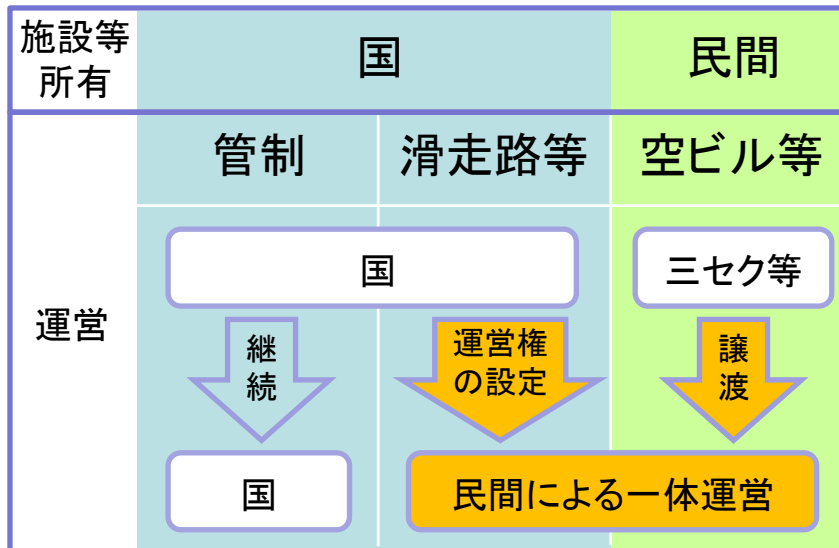 施設等
所有
国
民間
管制
滑走路等
空ビル等
運営
国
三セク等
継
続
運営権
の設定
譲
渡
国
民間による一体運営